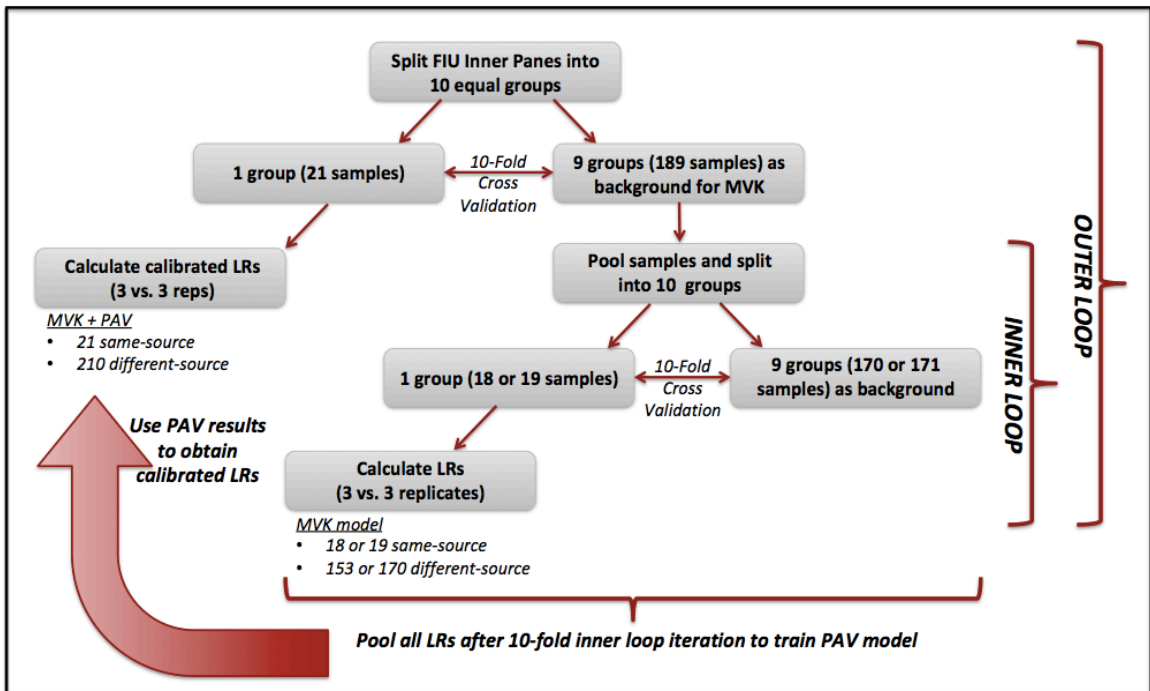 Split FIU Inner Panes into
10 equal groups
1 group (21 samples)
10-Fold
Cross
Validation
9 groups (189 samples) as
background for MVK
Calculate calibrated LRs
(3 vs. 3 reps)
MVK + PAV
• 21 same-source
• 210 different-source
Pool samples and split
into 10 groups
1 group (18 or 19 samples)
10-Fold
Cross
Validation
9 groups (170 or 171
samples) as background
Use PAV results
to obtain
calibrated LRs
Calculate LRs
(3 vs. 3 replicates)
MVK model
• 18 or 19 same-source
• 153 or 170 different-source
INNER LOOP
OUTER LOOP
Pool all LRs after 10-fold inner loop iteration to train PAV model